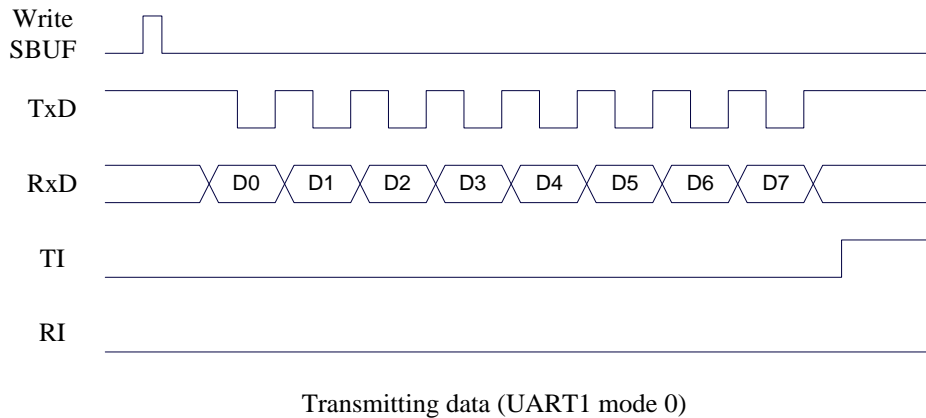 Write
SBUF
TxD
RxD D0 D1 D2 D3 D4 D5 D6 D7
TI
RI
Transmitting data (UART1 mode 0)